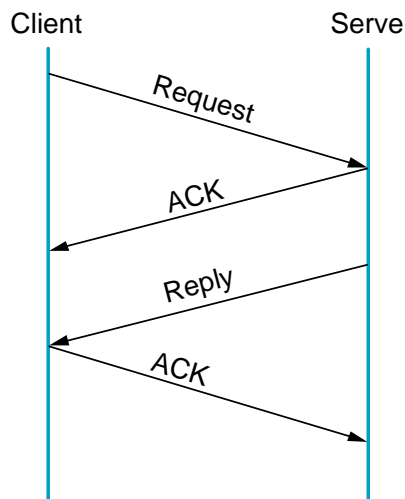 Client
Serve
Request
ACK
Reply
ACK